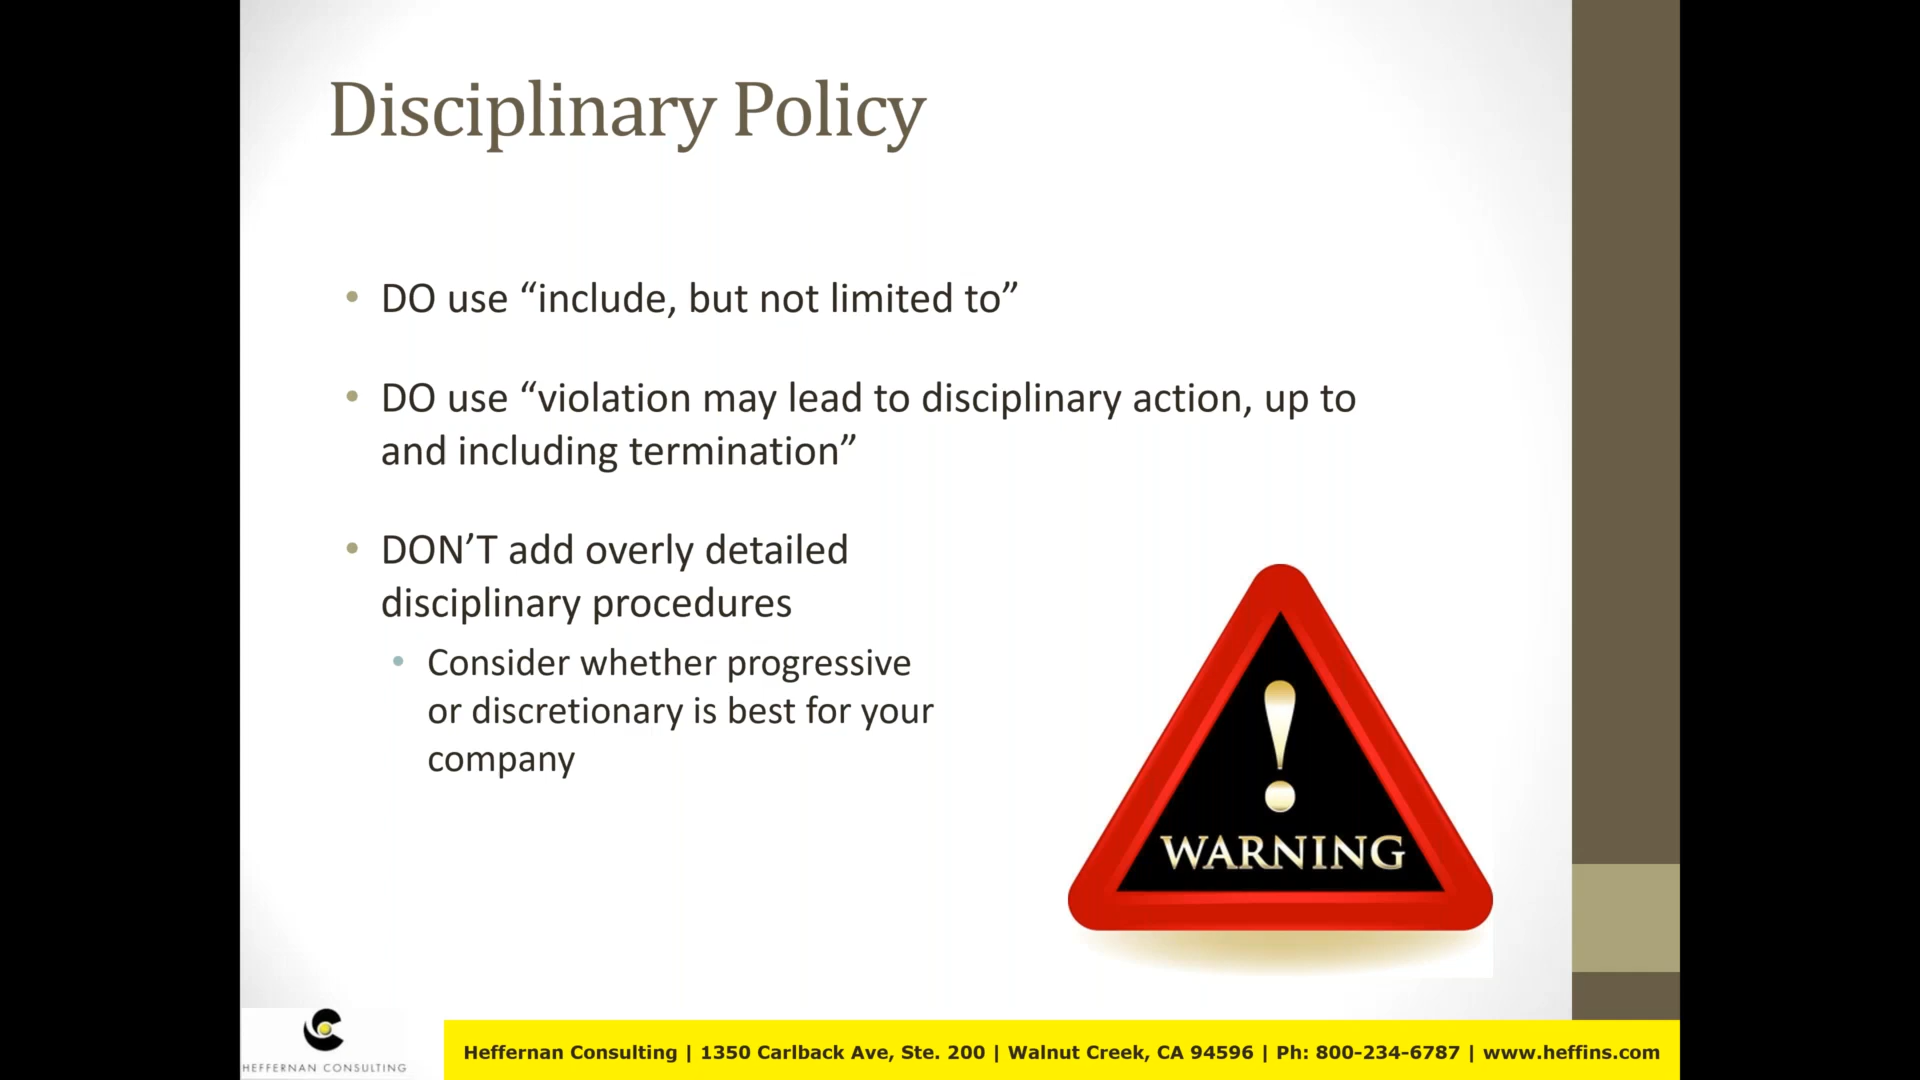 Disciplinary Policy
• DO use “include, but not limited to”
• DO use “violation may lead to disciplinary action, up to
and including termination”
• DON’T add overly detailed
disciplinary procedures
• Consider whether progressive
or discretionary is best for your
company
WARNING
HEFFERNAN CONSULTING
Heffernan Consulting | 1350 Carlback Ave, Ste. 200 | Walnut Creek, CA 94596 | Ph: 800-234-6787 | www.heffins.com